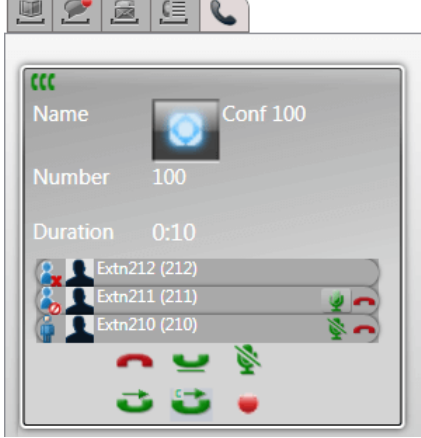 Name Conf 100
Number 100
Duration 0:10
Extn212 (212)
Extn211 (211)
Extn210 (210)